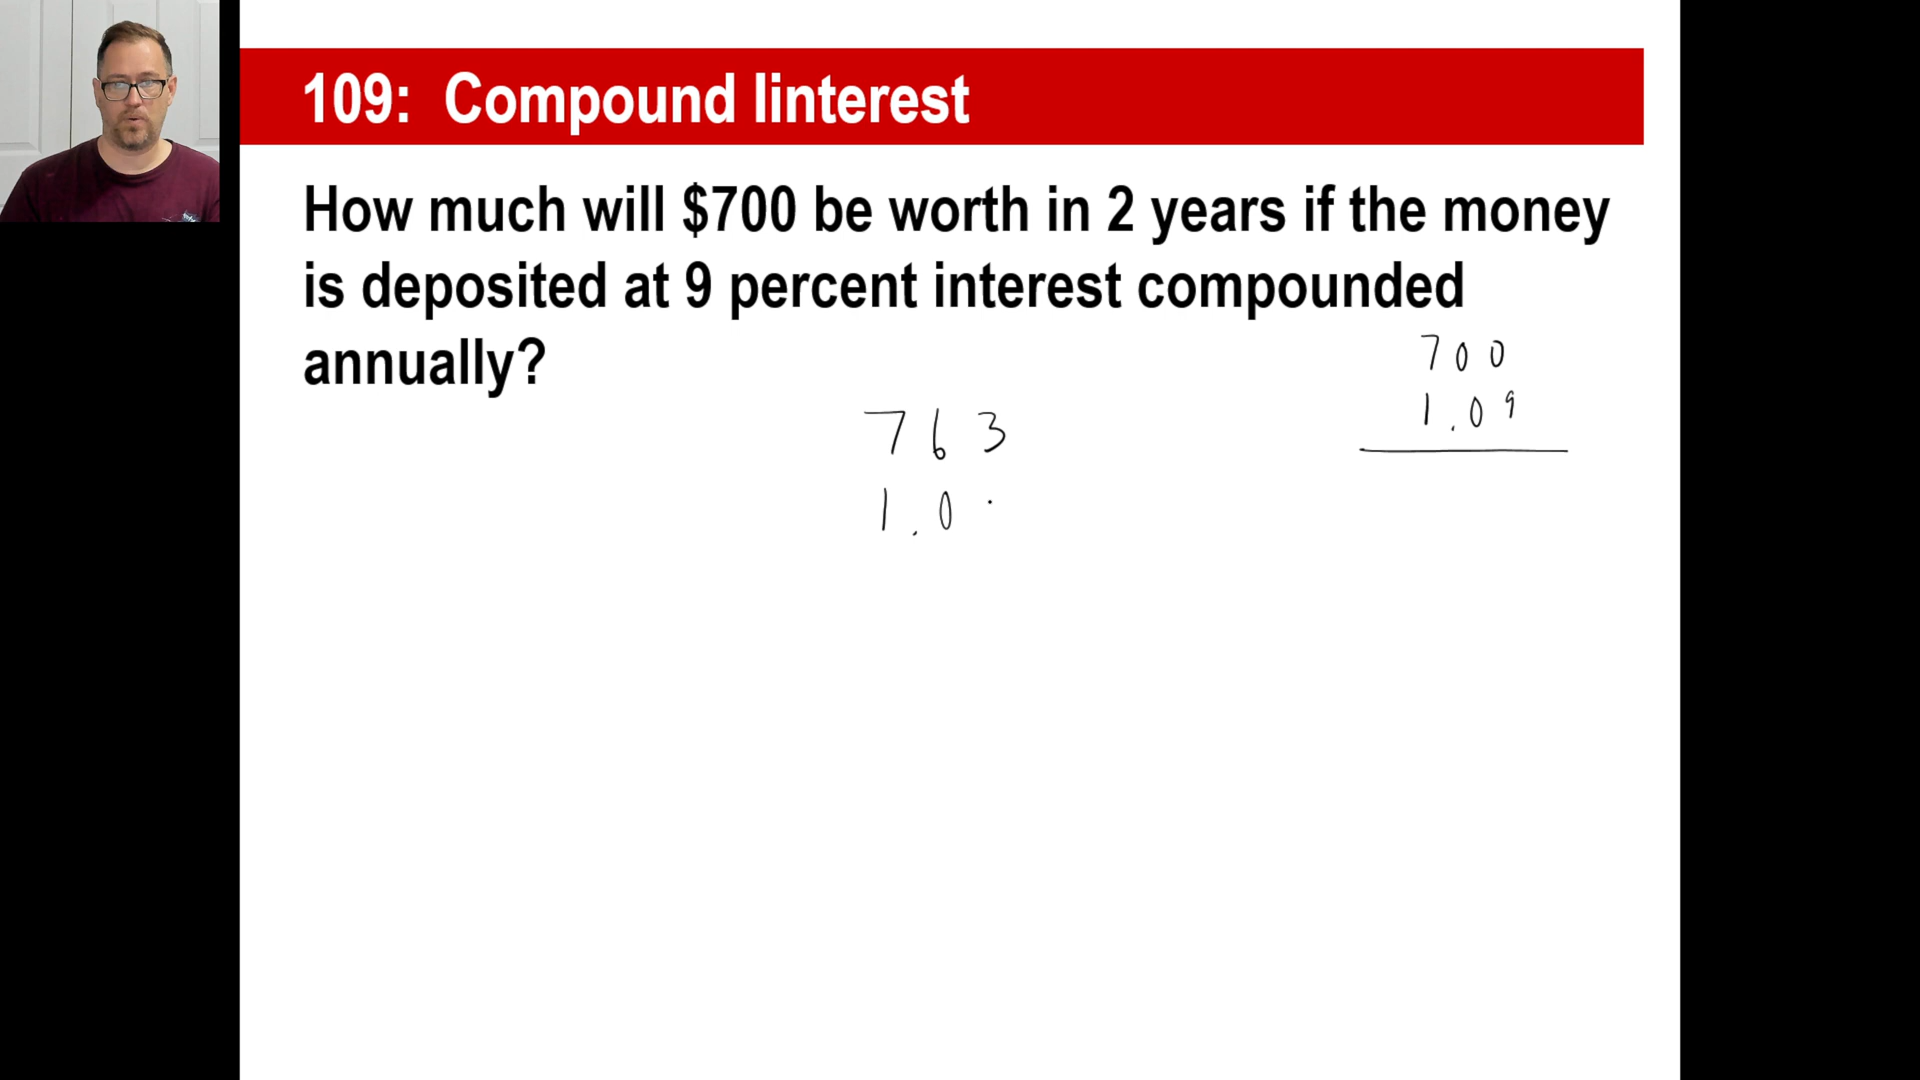 109: Compound Iinterest
How much will $700 be worth in 2 years if the money
is deposited at 9 percent interest compounded
annually?
700
1.09
763
1.0